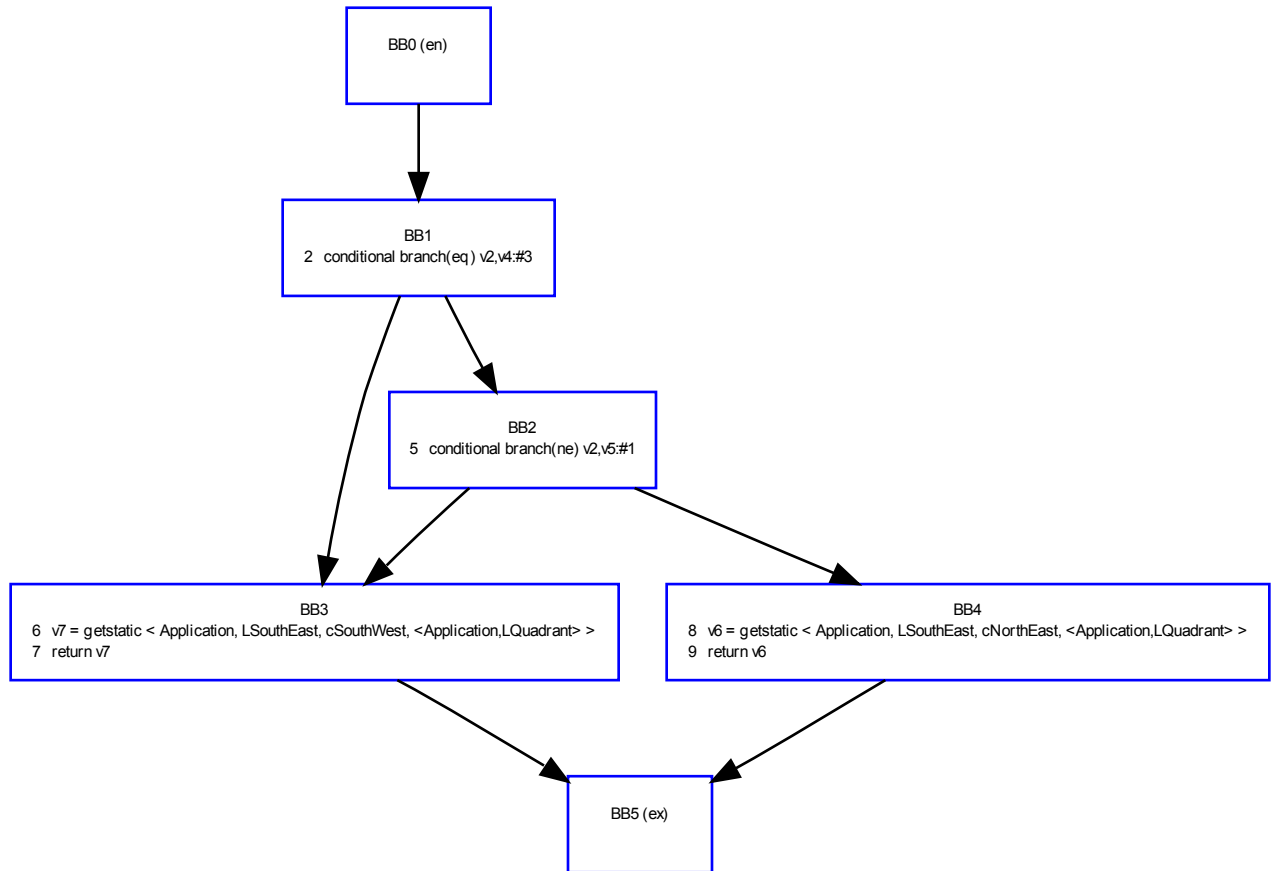 BB0 (en)
BB1
2 conditional branch(eq) v2,v4:#3
BB2
5 conditional branch(ne) v2,v5:#1
BB3
6 v7 = getstatic < Application, LSouthEast, cSouthWest, <Application,LQuadrant> >
7 return v7
BB4
8 v6 = getstatic < Application, LSouthEast, cNorthEast, <Application,LQuadrant> >
9 return v6
BB5 (ex)